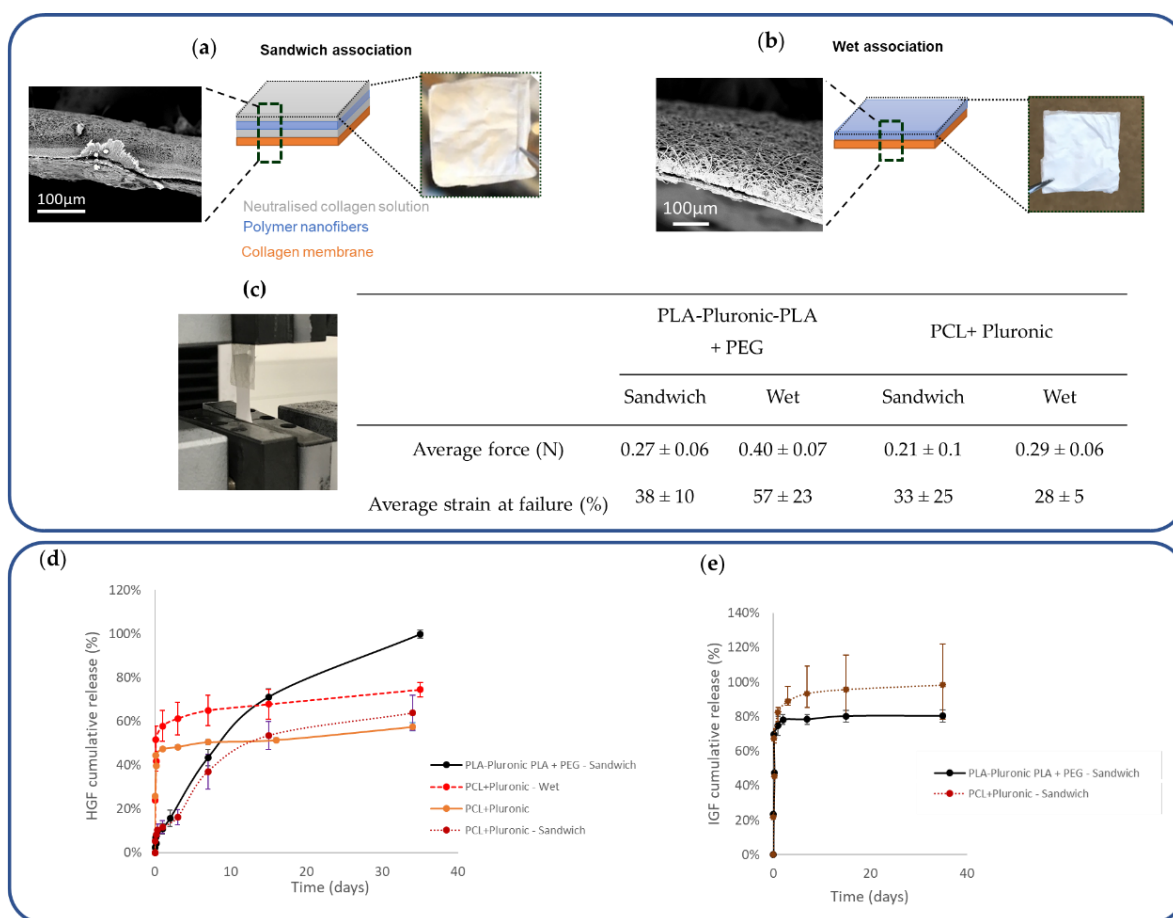 (a)
Sandwich association
100µm
Neutralised collagen solution
Polymer nanofibers
Collagen membrane
(b)
Wet association
100µm
(c)
PLA-Pluronic-PLA
+ PEG
PCL+ Pluronic
Sandwich Wet Sandwich Wet
Average force (N) 0.27 ± 0.06 0.40 ± 0.07 0.21 ± 0.1 0.29 ± 0.06
Average strain at failure (%) 38 ± 10 57 ± 23 33 ± 25 28 ± 5
(d)
HGF cumulative release (%)
120%
100%
80%
60%
40%
20%
0%
0 10 20 30 40
Time (days)
PLA-Pluronic PLA + PEG - Sandwich
PCL+Pluronic - Wet
PCL+Pluronic
PCL+Pluronic - Sandwich
(e)
IGF cumulative release (%)
140%
120%
100%
80%
60%
40%
20%
0%
0 20 40
Time (days)
PLA-Pluronic PLA + PEG - Sandwich
PCL+Pluronic - Sandwich